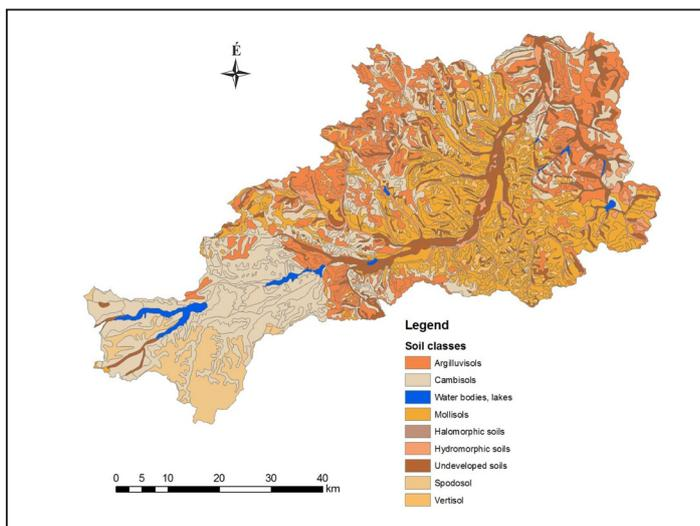 É
Legend
Soil classes
Argilluvisols
Cambisols
Water bodies, lakes
Mollisols
Halomorphic soils
Hydromorphic soils
Undeveloped soils
Spodosol
Vertisol
0 5 10 20 30 40
km